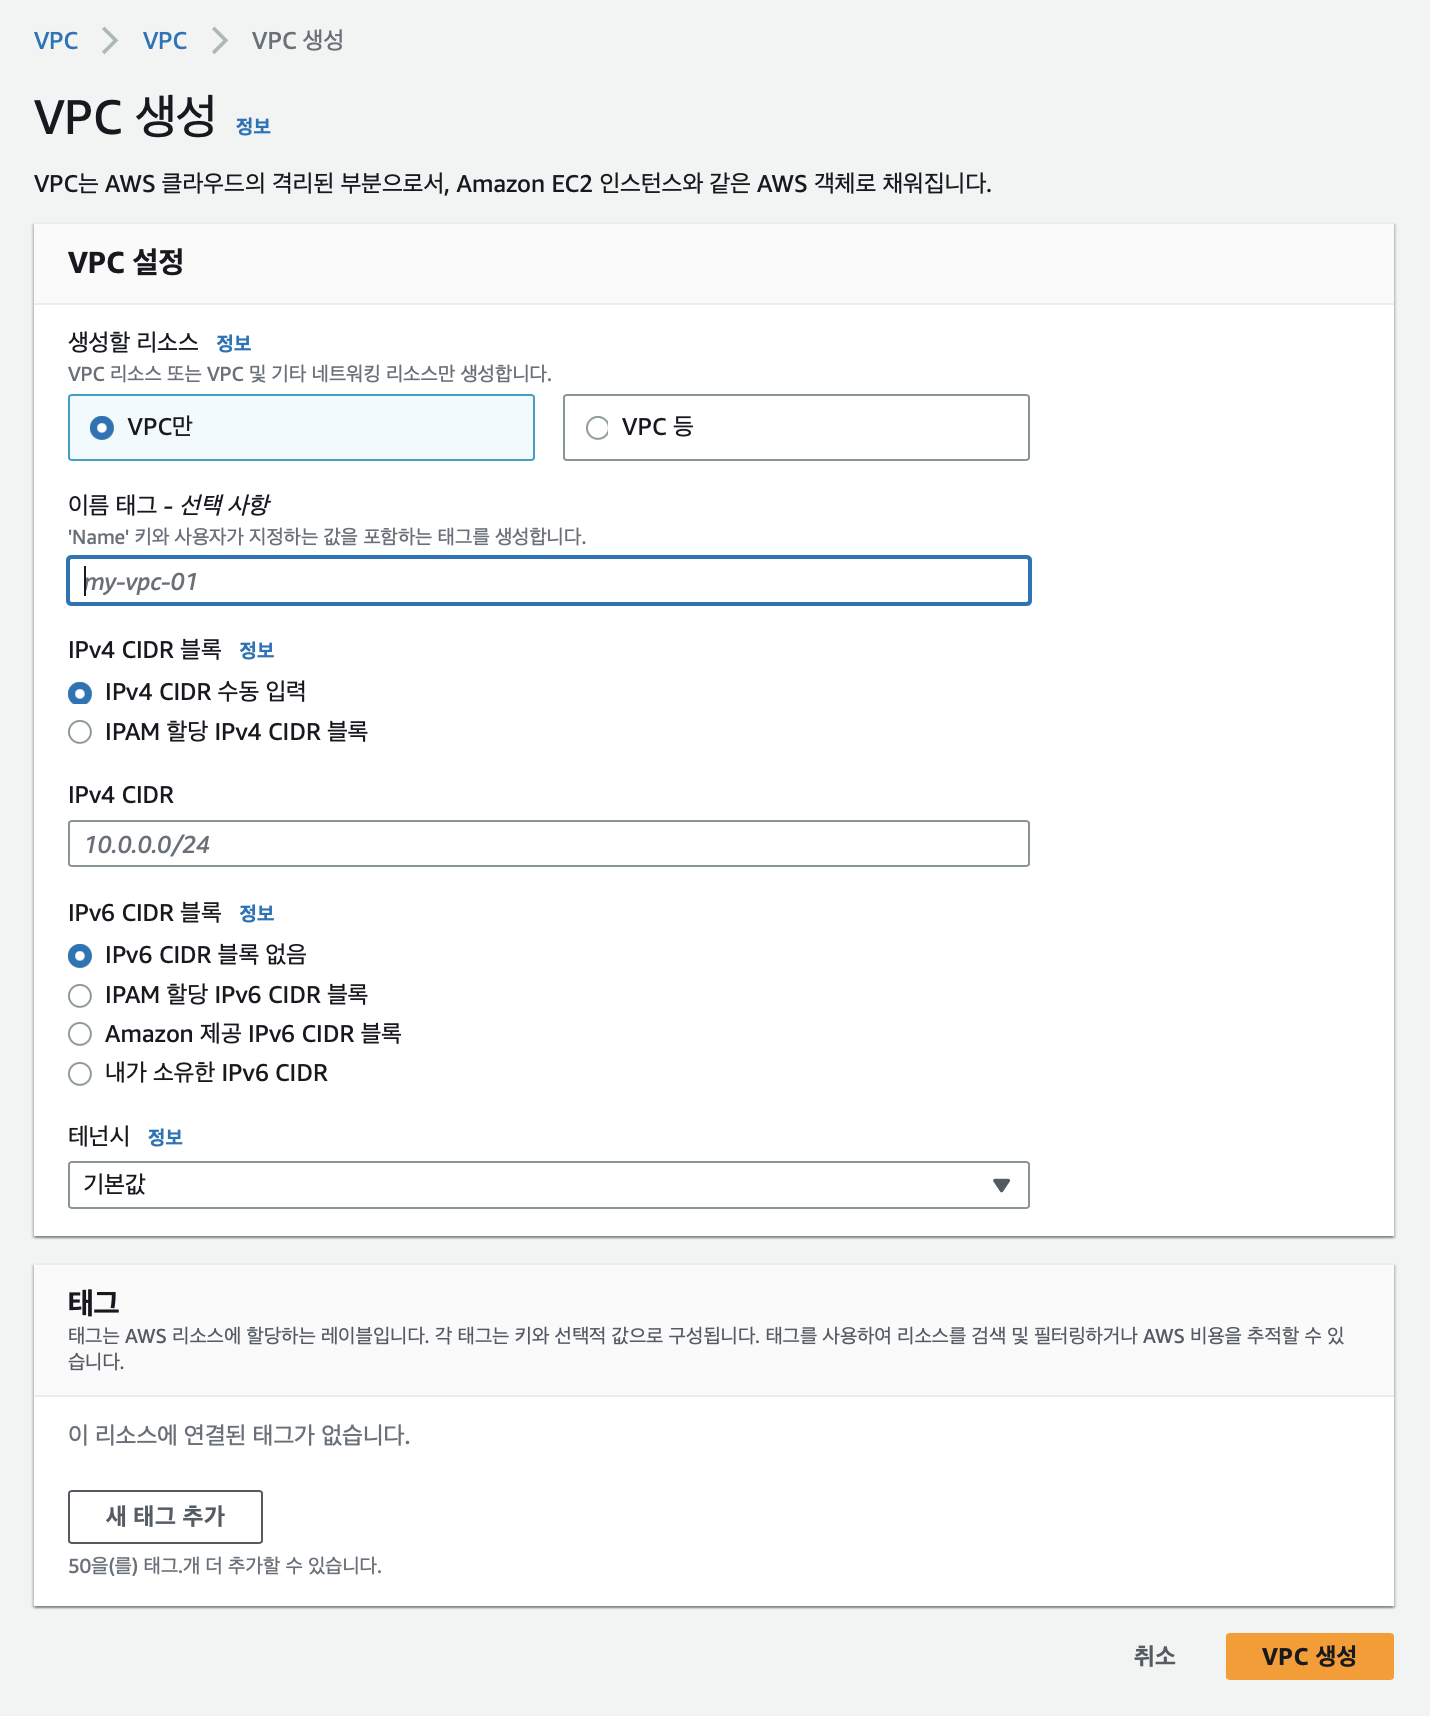 VPC > VPC > VPC 생성
VPC 생성 정보
VPC는 AWS 클라우드의 격리된 부분으로서, Amazon EC2 인스턴스와 같은 AWS 객체로 채워집니다.
VPC 설정
생성할 리소스 정보
VPC 리소스 또는 VPC 및 기타 네트워킹 리소스만 생성합니다.
VPC만 VPC 등
이름 태그 - 선택 사항
'Name' 키와 사용자가 지정하는 값을 포함하는 태그를 생성합니다.
my-vpc-01
IPv4 CIDR 블록 정보
IPv4 CIDR 수동 입력
IPAM 할당 IPv4 CIDR 블록
IPv4 CIDR
10.0.0.0/24
IPv6 CIDR 블록 정보
IPv6 CIDR 블록 없음
IPAM 할당 IPv6 CIDR 블록
Amazon 제공 IPv6 CIDR 블록
내가 소유한 IPv6 CIDR
테넌시 정보
기본값
태그
태그는 AWS 리소스에 할당하는 레이블입니다. 각 태그는 키와 선택적 값으로 구성됩니다. 태그를 사용하여 리소스를 검색 및 필터링하거나 AWS 비용을 추적할 수 있
습니다.
이 리소스에 연결된 태그가 없습니다.
새 태그 추가
50을(를) 태그.개 더 추가할 수 있습니다.
취소 VPC 생성